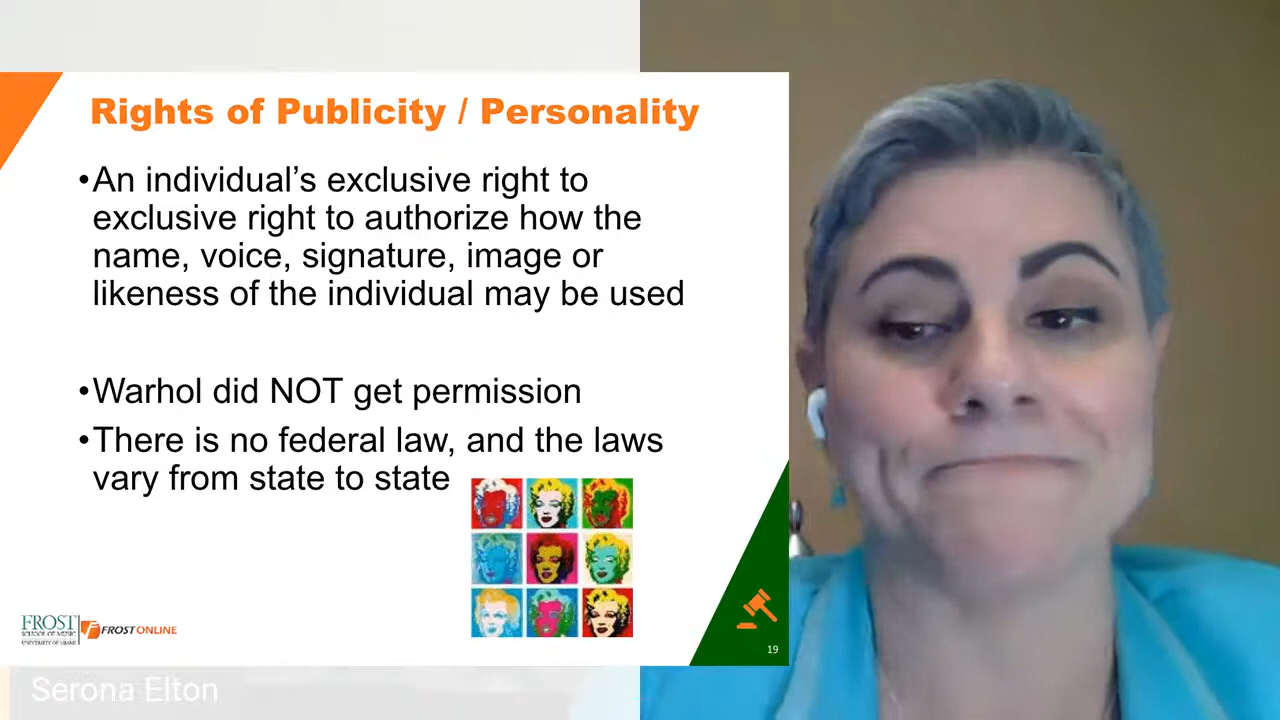 Rights of Publicity / Personality
•An individual’s exclusive right to
exclusive right to authorize how the
name, voice, signature, image or
likeness of the individual may be used
•Warhol did NOT get permission
•There is no federal law, and the laws
vary from state to state
FROST
SCHOOL OF MUSIC
UNIVERSITY OF MIAMI
FROSTONLINE
19
Serona Elton